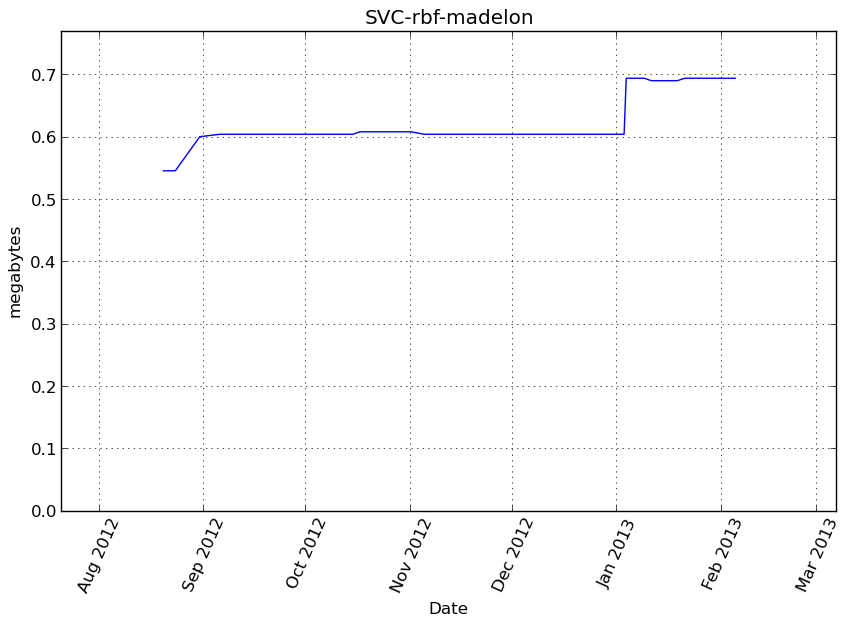 SVC-rbf-madelon
0.7
0.6
0.5
0.4
0.3
0.2
0.1
0.0
megabytes
Aug 2012
Sep 2012
Oct 2012
Nov 2012
Dec 2012
Jan 2013
Feb 2013
Mar 2013
Date